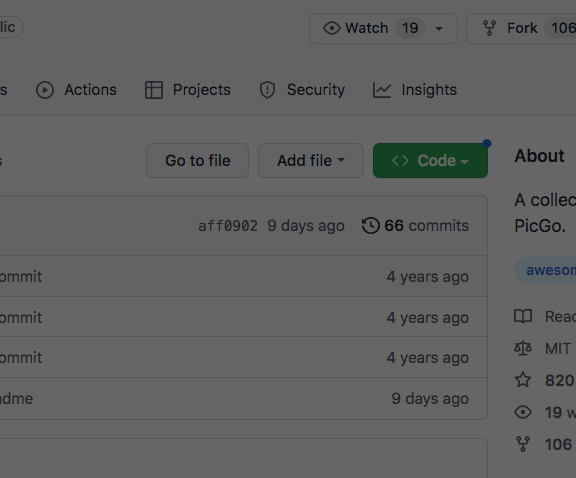 lic
Watch 19
Fork 106
s
Actions
Projects
Security
Insights
s
Go to file
Add file
Code
About
A collec
PicGo.
aff0902 9 days ago 66 commits
awesom
ommit 4 years ago
ommit 4 years ago
ommit 4 years ago
adme 9 days ago
Read
MIT
820
19 w
106